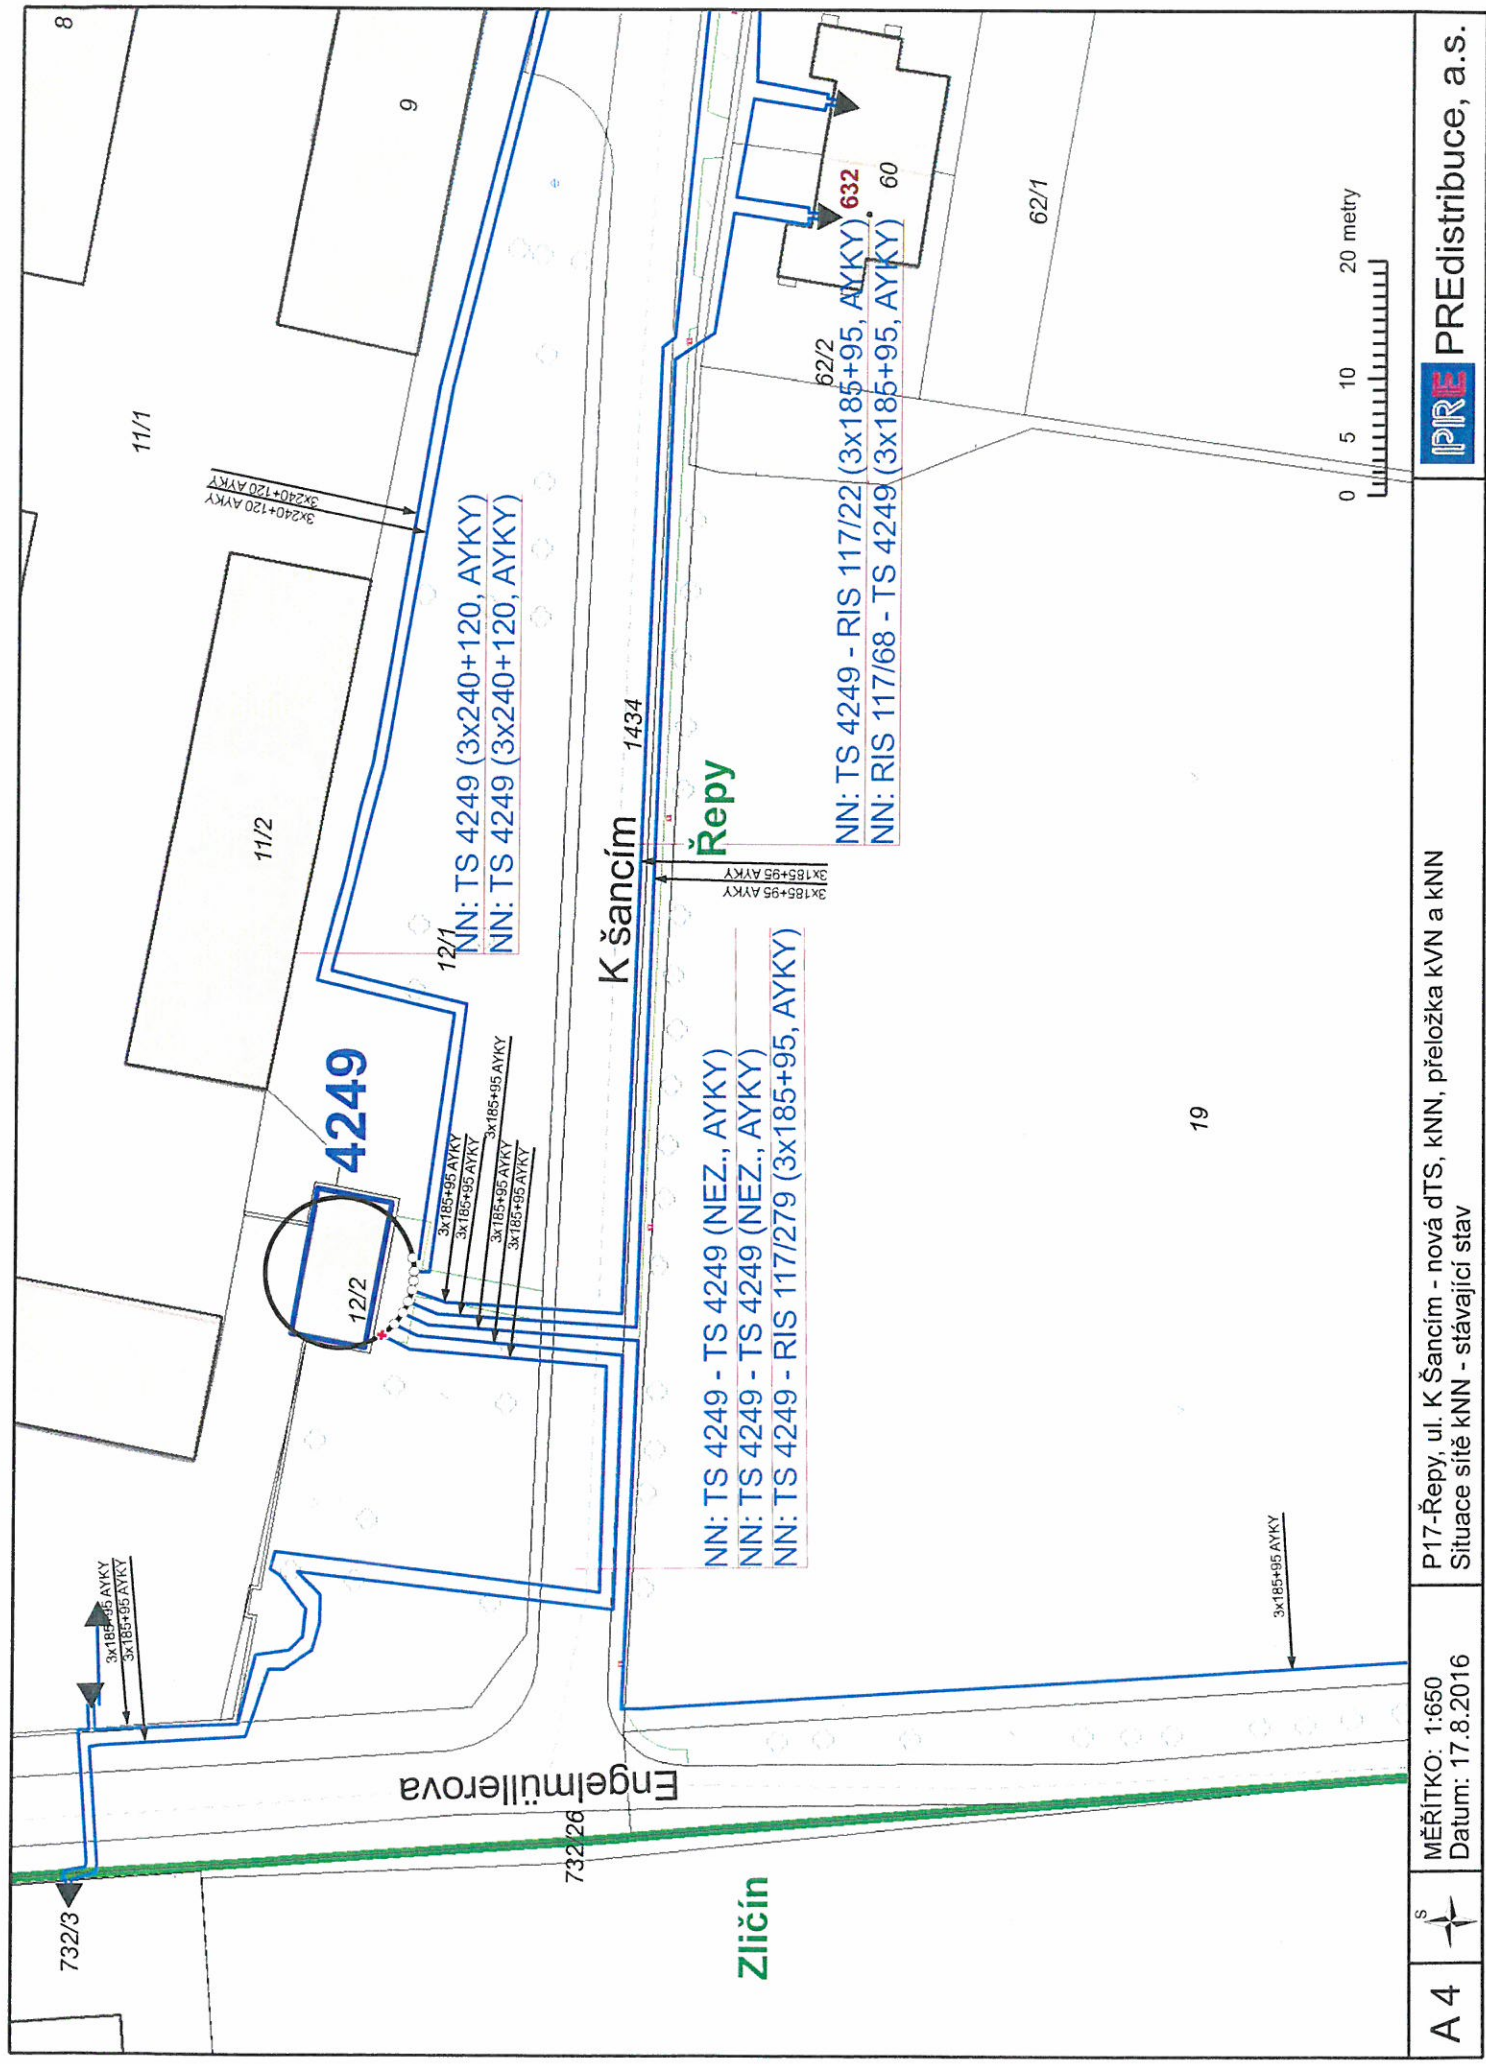 8
9
11/1
3x240+120 AYKY
3x240+120 AYKY
11/2
NN: TS 4249 (3x240+120, AYKY)
NN: TS 4249 (3x240+120, AYKY)
12/1
4249
12/2
3x185+95 AYKY
3x185+95 AYKY
3x185+95 AYKY
3x185+95 AYKY
3x185+95 AYKY
3x185+95 AYKY
3x185+95 AYKY
732/3
K šancím
1434
Řepy
3x185+95 AYKY
3x185+95 AYKY
632
60
62/1
62/2
NN: TS 4249 - RIS 117/22 (3x185+95, AYKY)
NN: RIS 117/68 - TS 4249 (3x185+95, AYKY)
NN: TS 4249 - TS 4249 (NEZ., AYKY)
NN: TS 4249 - TS 4249 (NEZ., AYKY)
NN: TS 4249 - RIS 117/279 (3x185+95, AYKY)
Engelmüllerova
732/26
Zličín
19
3x185+95 AYKY
0 5 10 20 metry
A 4
S
MĚŘÍTKO: 1:650
Datum: 17.8.2016
P17-Řepy, ul. K Šancím - nová dTS, kNN, přeložka kVN a kNN
Situace sítě kNN - stávající stav
PRE PREdistribuce, a.s.